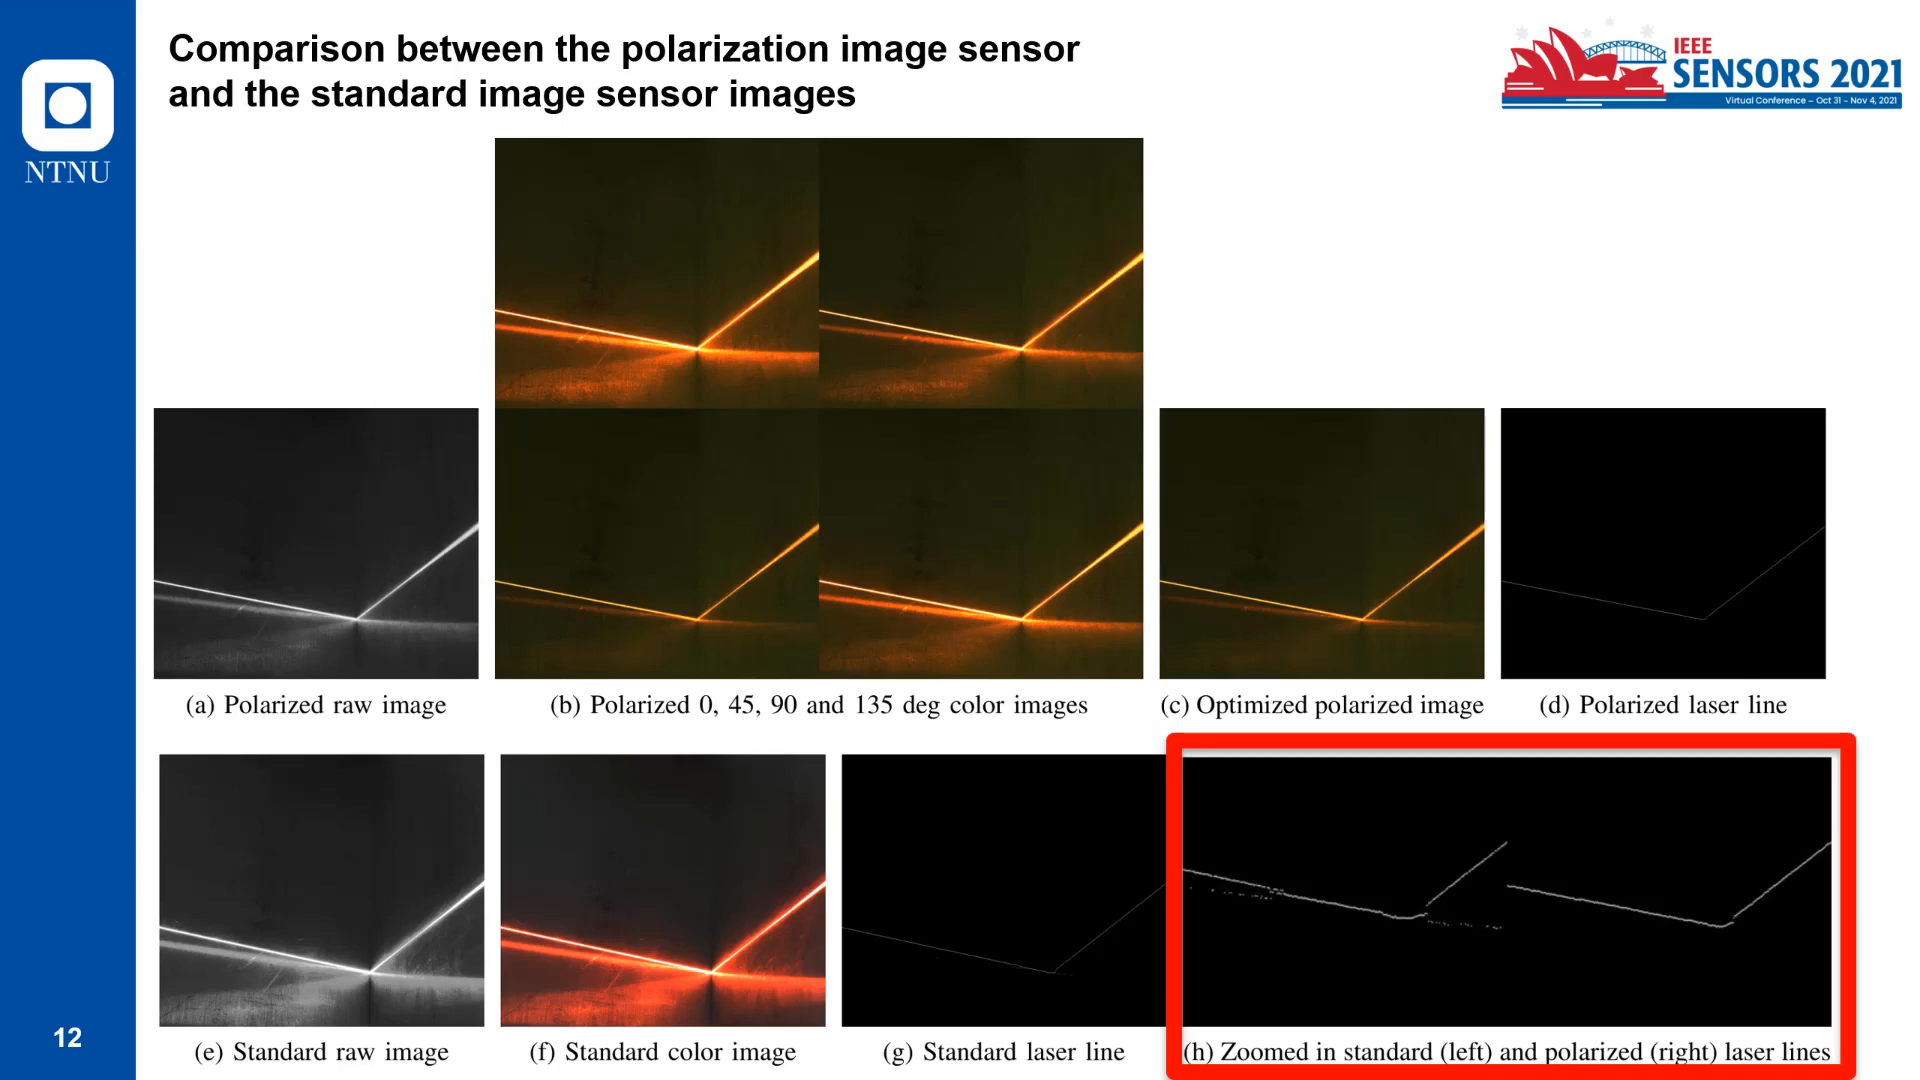 Comparison between the polarization image sensor
and the standard image sensor images
IEEE
SENSORS 2021
Virtual Conference – Oct 31 – Nov 4, 2021
NTNU
(a) Polarized raw image
(b) Polarized 0, 45, 90 and 135 deg color images
(c) Optimized polarized image
(d) Polarized laser line
(e) Standard raw image
(f) Standard color image
(g) Standard laser line
(h) Zoomed in standard (left) and polarized (right) laser lines
12